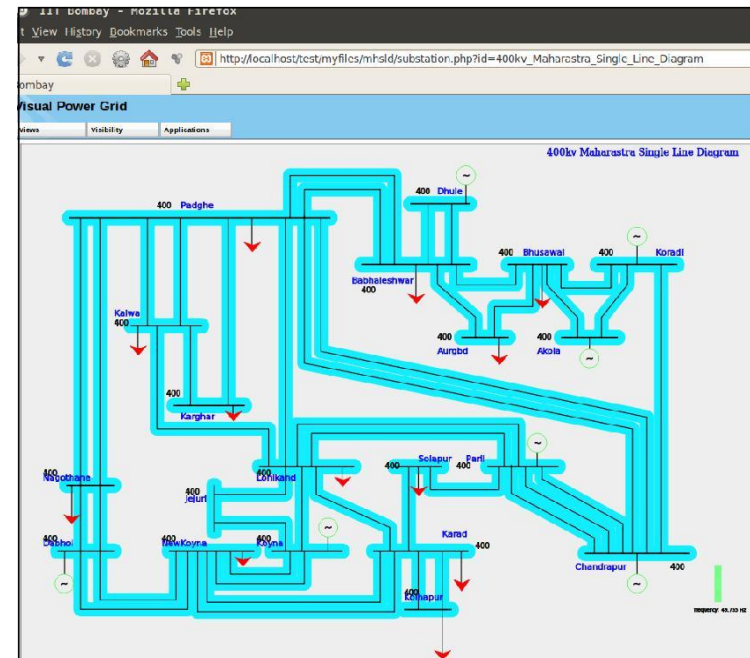 IIT Bombay - Mozilla Firefox
t View History Bookmarks Tools Help
http://localhost/test/myfiles/mhsld/substation.php?id=400kv_Maharastra_Single_Line_Diagram
ombay
Visual Power Grid
Views Visibility Applications
400kv Maharastra Single Line Diagram
~
400 Dhule
400 Padghe
~
400 Bhusawal 400 Koradi
Babhaleshwar
400
Kalwa
400
400 400
Aurgbd Akola
~
400
Karghar
~
400 Solapur Parli
400 400 400
Nagothane Lonikand
400
Jejuri
~
Karad
400 400 400 400
Dabhol NewKoyna Koyna
Chandrapur 400
~ ~
400
Kolhapur